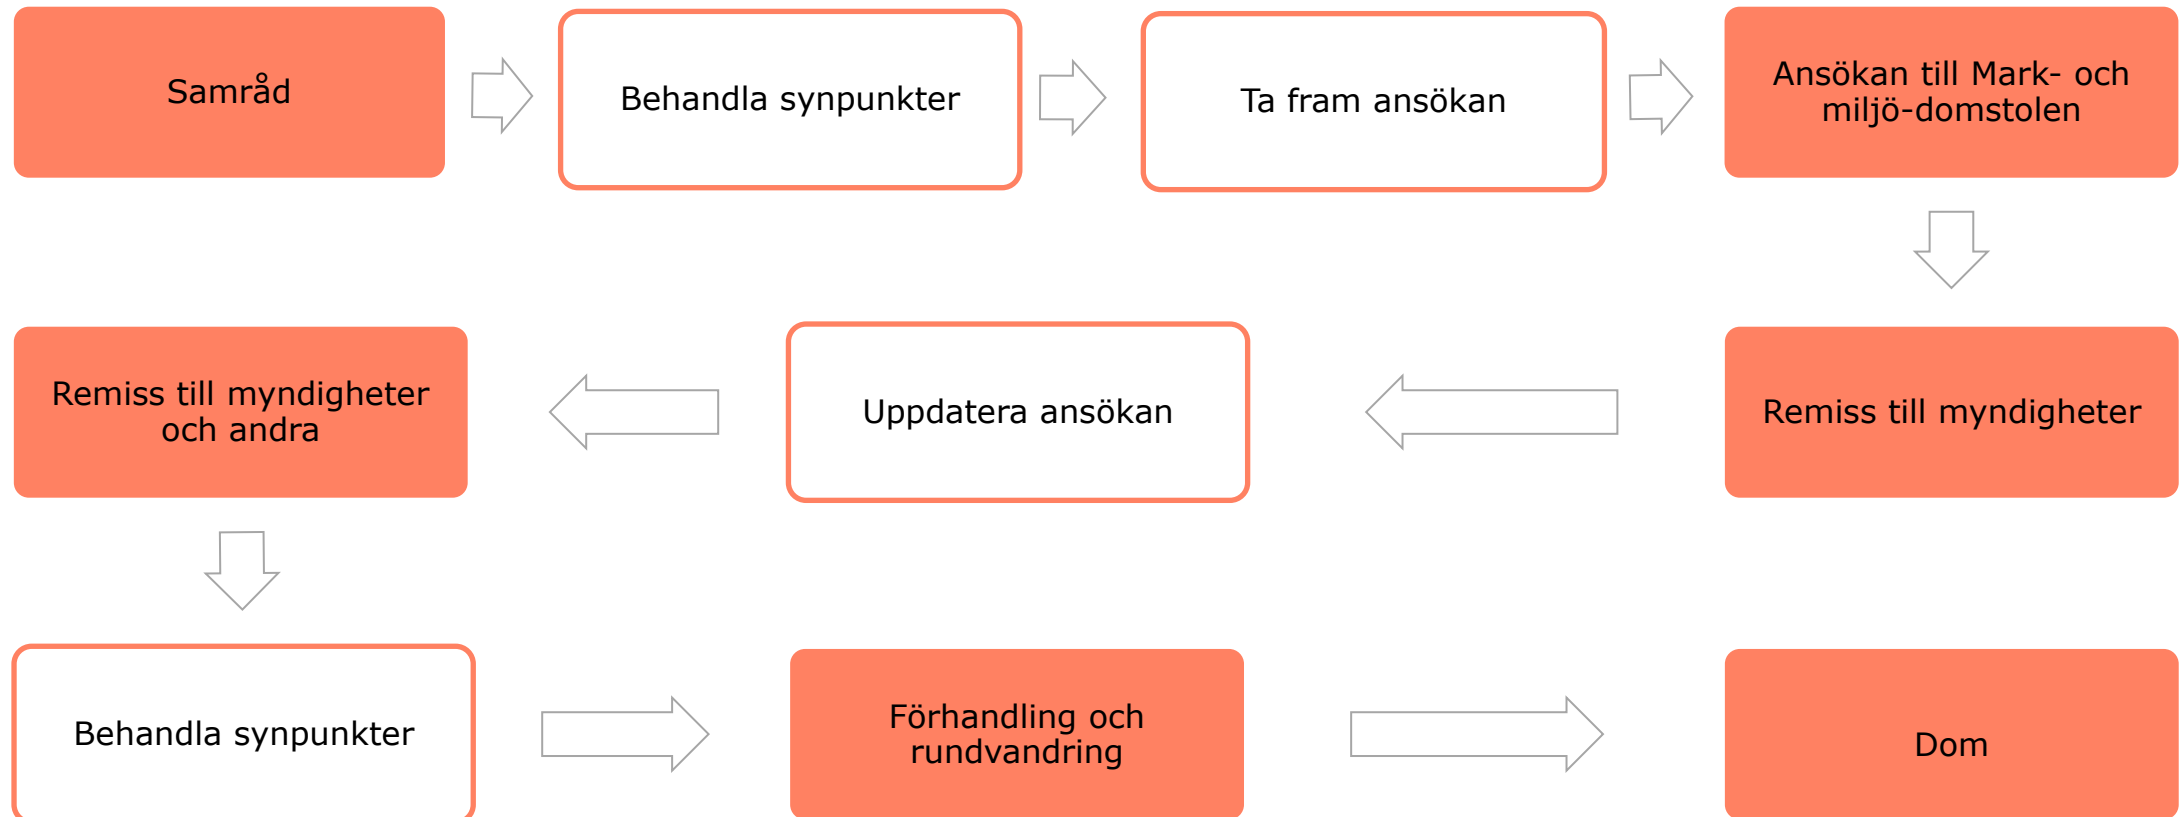 Samråd
Behandla synpunkter
Ta fram ansökan
Ansökan till Mark- och
miljö-domstolen
Remiss till myndigheter
Uppdatera ansökan
Remiss till myndigheter
och andra
Behandla synpunkter
Förhandling och
rundvandring
Dom